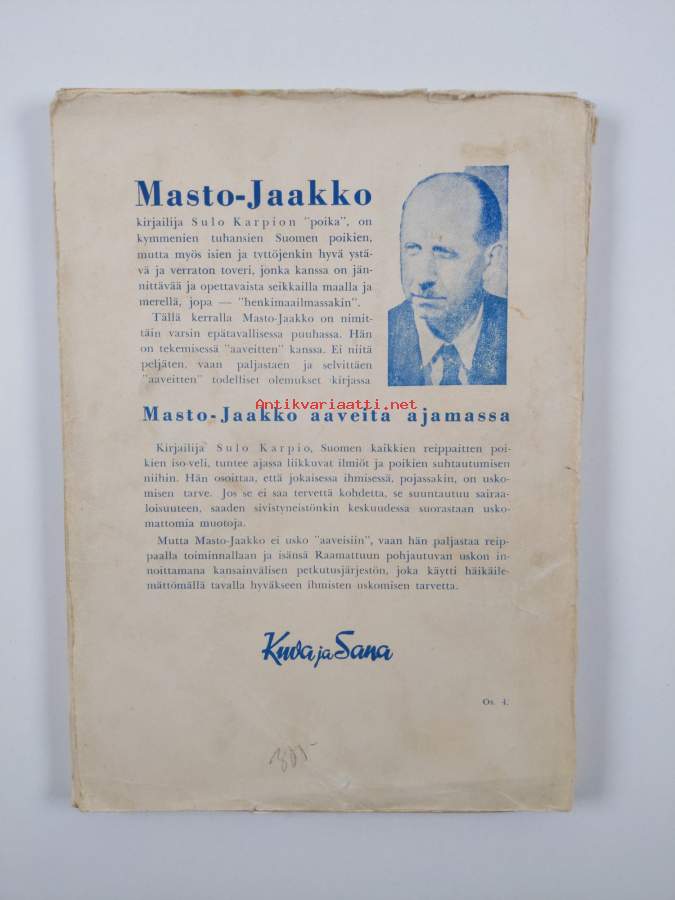 Masto-Jaakko
kirjailija Sulo Karpion "poika", on
kymmenien tuhansien Suomen poikien,
mutta myös isien ja tyttöjenkin hyvä ystä-
vä ja verraton toveri, jonka kanssa on jän-
nittävää ja opettavaista seikkailla maalla ja
merellä, jopa — "henkimaailmassakin".
Tällä kerralla Masto-Jaakko on nimit-
täin varsin epätavallisessa puuhassa. Hän
on tekemisessä "aaveitten" kanssa. Ei niitä
peljäten, vaan paljastaen ja selvittäen
"aaveitten" todelliset olemukset kirjassa
Antikvariaatti.net
Masto-Jaakko aaveita ajamassa
Kirjailija Sulo Karpio, Suomen kaikkien reippaitten poi-
kien iso-veli, tuntee ajassa liikkuvat ilmiöt ja poikien suhtautumisen
niihin. Hän osoittaa, että jokaisessa ihmisessä, pojassakin, on usko-
misen tarve. Jos se ei saa tervettä kohdetta, se suuntautuu sairaa-
loisuuteen, saaden sivistyneistönkin keskuudessa suorastaan usko-
mattomia muotoja.
Mutta Masto-Jaakko ei usko "aaveisiin", vaan hän paljastaa reip-
paalla toiminnallaan ja isänsä Raamattuun pohjautuvan uskon in-
noittamana kansainvälisen petkutusjärjestön, joka käytti häikäile-
mättömällä tavalla hyväkseen ihmisten uskomisen tarvetta.
Kuva ja Sana
Os. 4.